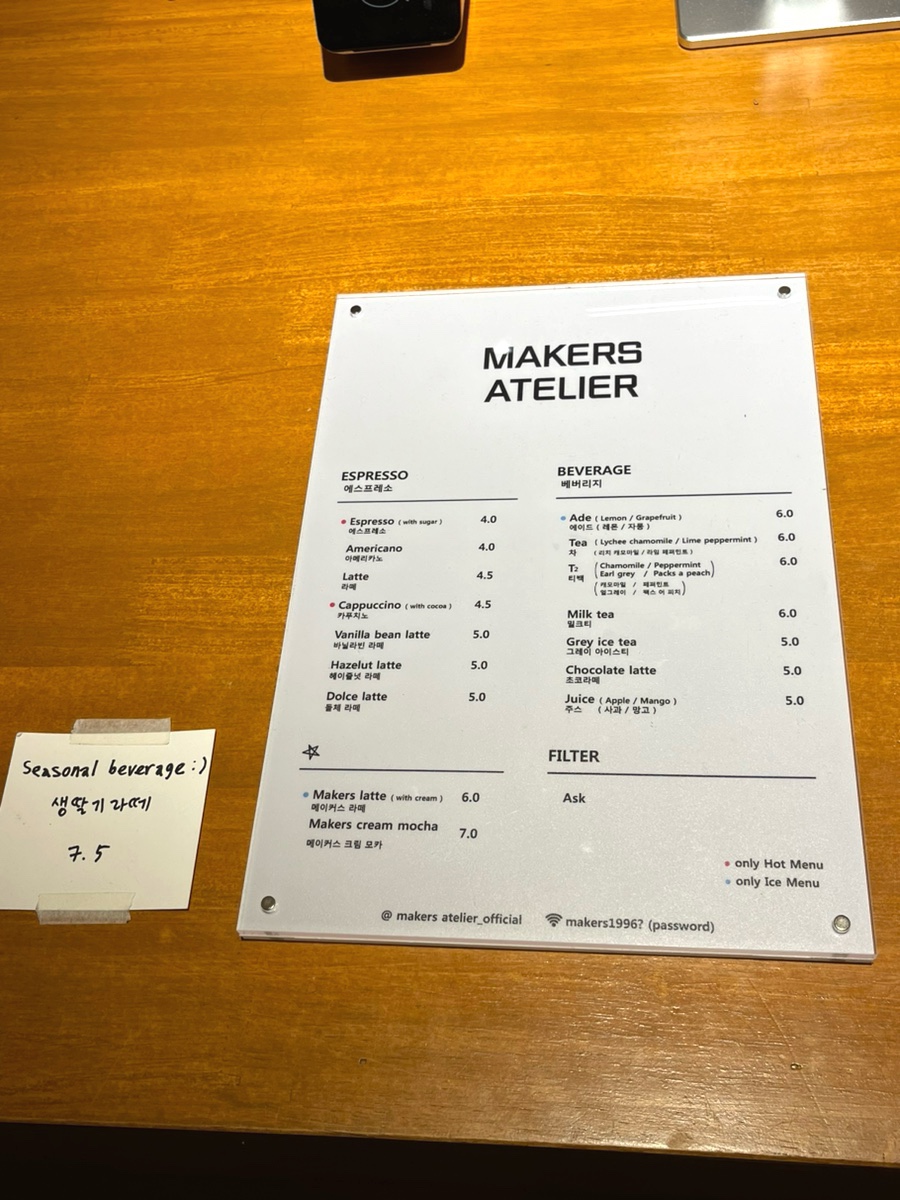 MAKERS
ATELIER
ESPRESSO
에스프레소
Espresso ( with sugar ) 4.0
에스프레소
Americano 4.0
아메리카노
Latte 4.5
라떼
Cappuccino ( with cocoa ) 4.5
카푸치노
Vanilla bean latte 5.0
바닐라빈 라떼
Hazelut latte 5.0
헤이즐넛 라떼
Dolce latte 5.0
돌체 라떼
Makers latte ( with cream ) 6.0
메이커스 라떼
Makers cream mocha 7.0
메이커스 크림 모카
BEVERAGE
베버리지
Ade ( Lemon / Grapefruit ) 6.0
에이드 ( 레몬 / 자몽 )
Tea ( Lychee chamomile / Lime peppermint ) 6.0
차 ( 리치 캐모마일 / 라임 페퍼민트 )
T2 ( Chamomile / Peppermint 6.0
Earl grey / Packs a peach )
티백 ( 캐모마일 / 페퍼민트
얼그레이 / 팩스 어 피치 )
Milk tea 6.0
밀크티
Grey ice tea 5.0
그레이 아이스티
Chocolate latte 5.0
초코라떼
Juice ( Apple / Mango ) 5.0
주스 ( 사과 / 망고 )
FILTER
Ask
only Hot Menu
only Ice Menu
@ makers atelier_official makers1996? (password)
Seasonal beverage :)
생딸기라떼
7.5